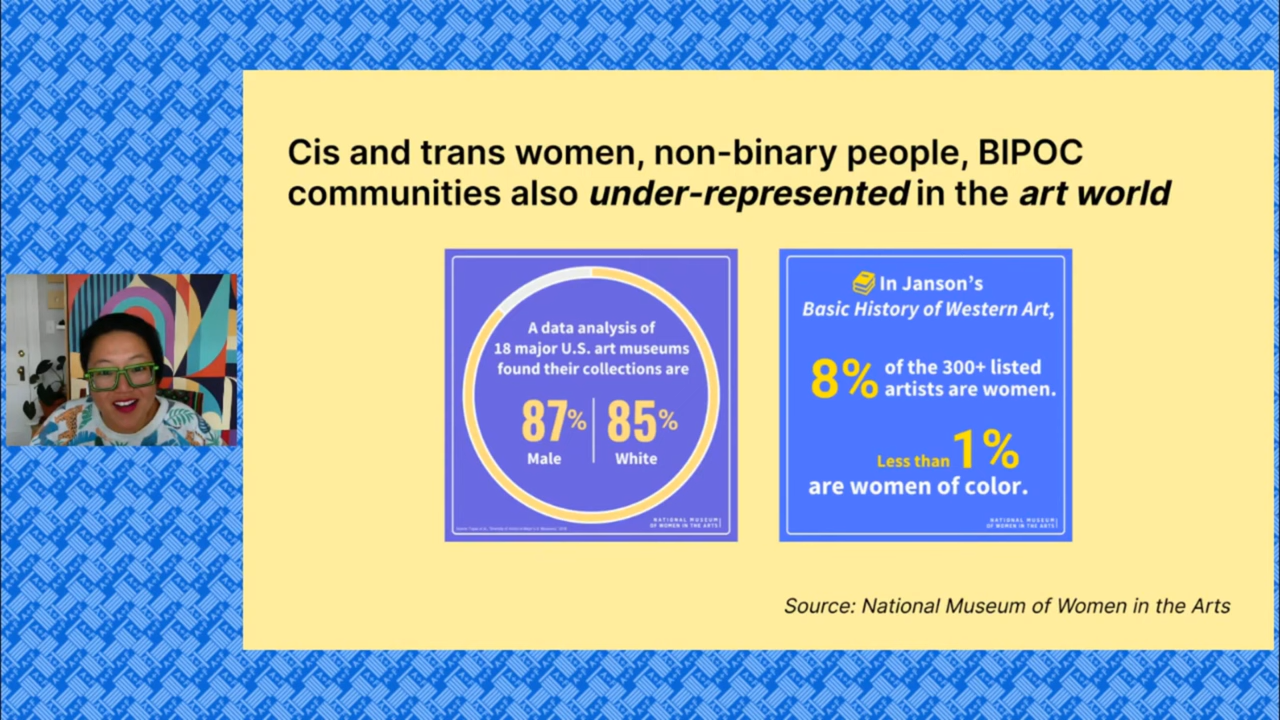 Cis and trans women, non-binary people, BIPOC
communities also under-represented in the art world
A data analysis of
18 major U.S. art museums
found their collections are
87% 85%
Male White
NATIONAL MUSEUM
OF WOMEN IN THE ARTS
In Janson's
Basic History of Western Art,
8% of the 300+ listed
artists are women.
Less than 1%
are women of color.
NATIONAL MUSEUM
OF WOMEN IN THE ARTS
Source: National Museum of Women in the Arts